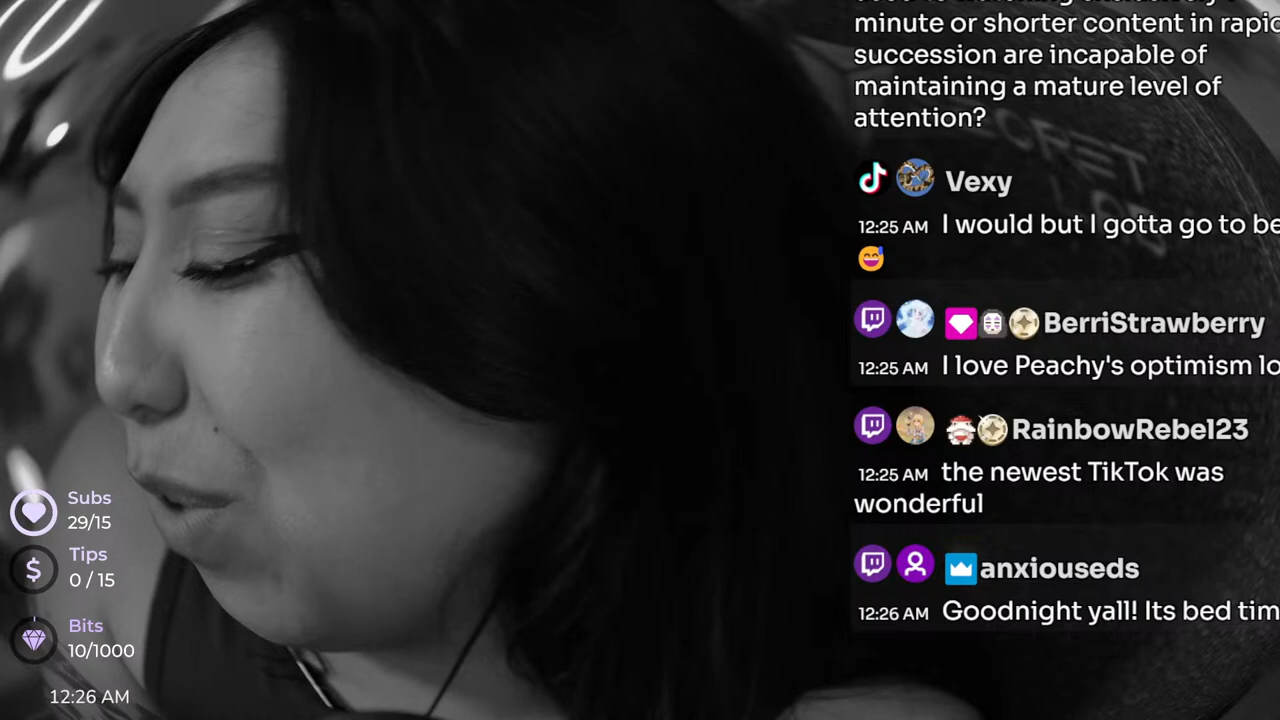 minute or shorter content in rapid
succession are incapable of
maintaining a mature level of
attention?
Vexy
12:25 AM I would but I gotta go to be
BerriStrawberry
12:25 AM I love Peachy's optimism lo
RainbowRebel23
12:25 AM the newest TikTok was
wonderful
anxiouseds
12:26 AM Goodnight yall! Its bed tim
Subs
29/15
Tips
0 / 15
Bits
10/1000
12:26 AM